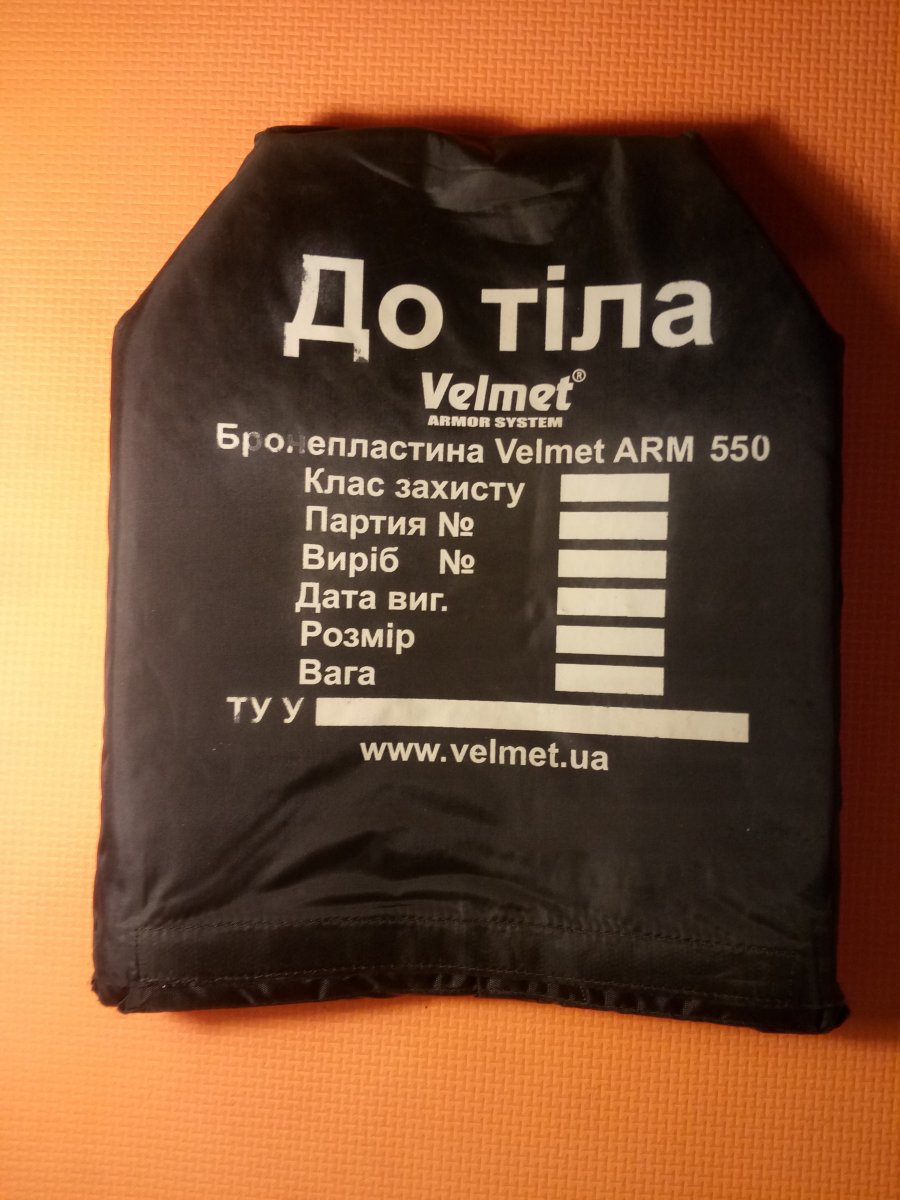 До тіла
Velmet®
ARMOR SYSTEM
Бронепластина Velmet ARM 550
Клас захисту
Партия №
Виріб №
Дата виг.
Розмір
Вага
ТУ У
www.velmet.ua